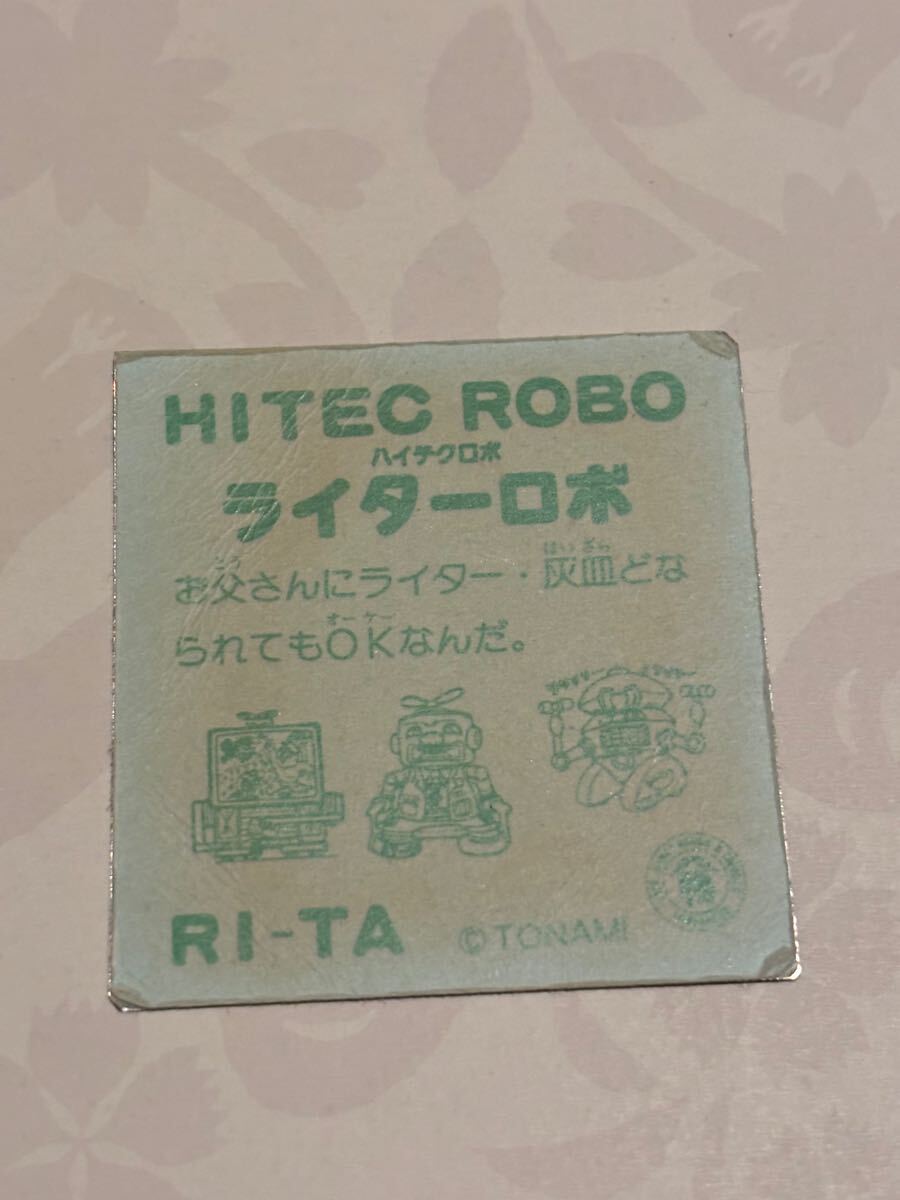 HITEC ROBO
ハイテクロボ
ライターロボ
お父さんにライター・灰皿どな
られてもOKなんだ。
RI-TA
©TONAMI